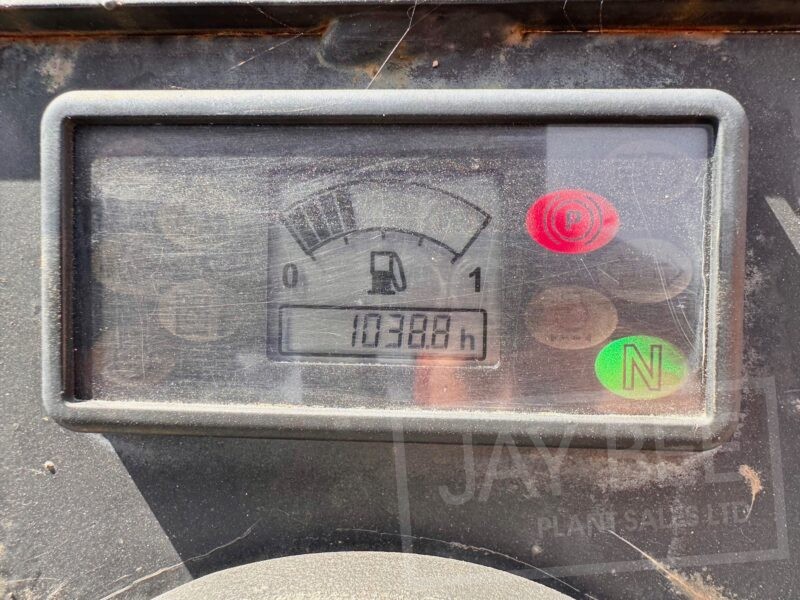 P
0 1
1038.8 h
N
JAY BEE
PLANT SALES LTD